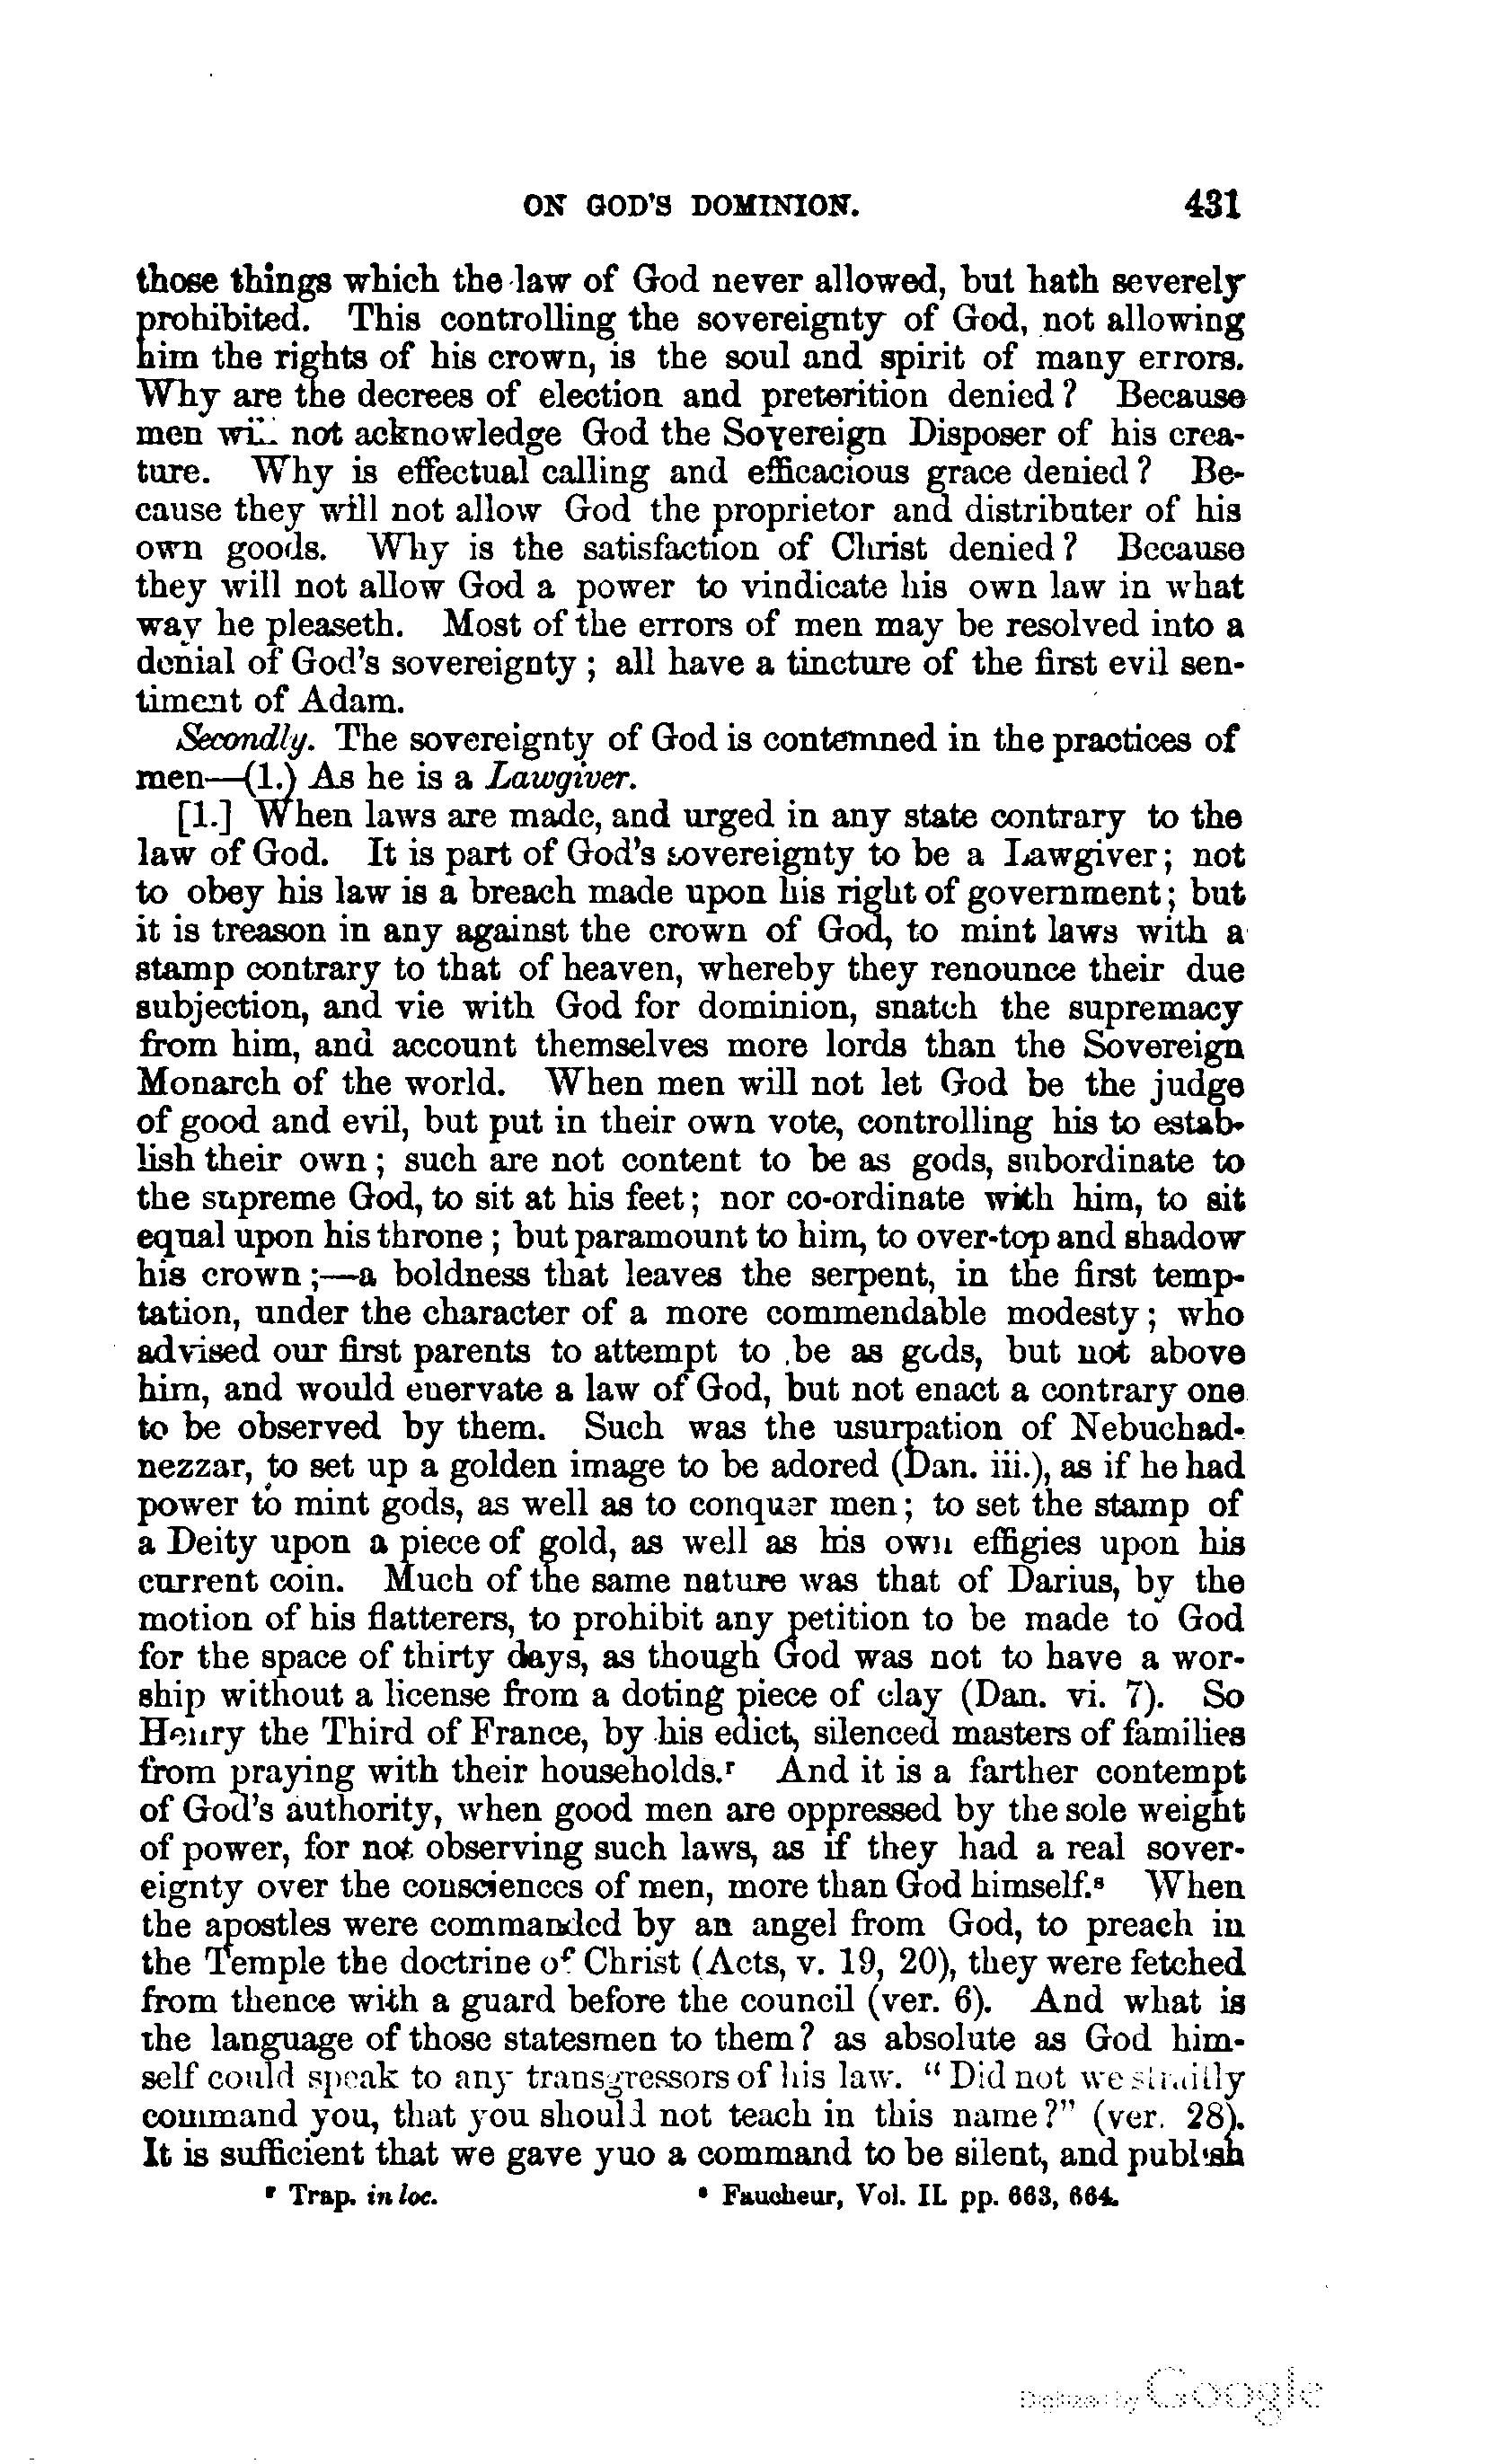 ON GOD'S DOMINION. 431
those things which the law of God never allowed, but hath severely
prohibited. This controlling the sovereignty of God, not allowing
him the rights of his crown, is the soul and spirit of many errors.
Why are the decrees of election and preterition denied? Because
men will not acknowledge God the Sovereign Disposer of his crea-
ture. Why is effectual calling and efficacious grace denied? Be-
cause they will not allow God the proprietor and distributer of his
own goods. Why is the satisfaction of Christ denied? Because
they will not allow God a power to vindicate his own law in what
way he pleaseth. Most of the errors of men may be resolved into a
denial of God's sovereignty; all have a tincture of the first evil sen-
timent of Adam.
Secondly. The sovereignty of God is contemned in the practices of
men—(1.) As he is a Lawgiver.
[1.] When laws are made, and urged in any state contrary to the
law of God. It is part of God's sovereignty to be a Lawgiver; not
to obey his law is a breach made upon his right of government; but
it is treason in any against the crown of God, to mint laws with a
stamp contrary to that of heaven, whereby they renounce their due
subjection, and vie with God for dominion, snatch the supremacy
from him, and account themselves more lords than the Sovereign
Monarch of the world. When men will not let God be the judge
of good and evil, but put in their own vote, controlling his to estab-
lish their own; such are not content to be as gods, subordinate to
the supreme God, to sit at his feet; nor co-ordinate with him, to sit
equal upon his throne; but paramount to him, to over-top and shadow
his crown;—a boldness that leaves the serpent, in the first temp-
tation, under the character of a more commendable modesty; who
advised our first parents to attempt to be as gods, but not above
him, and would enervate a law of God, but not enact a contrary one
to be observed by them. Such was the usurpation of Nebuchad-
nezzar, to set up a golden image to be adored (Dan. iii.), as if he had
power to mint gods, as well as to conquer men; to set the stamp of
a Deity upon a piece of gold, as well as his own effigies upon his
current coin. Much of the same nature was that of Darius, by the
motion of his flatterers, to prohibit any petition to be made to God
for the space of thirty days, as though God was not to have a wor-
ship without a license from a doting piece of clay (Dan. vi. 7). So
Henry the Third of France, by his edict, silenced masters of families
from praying with their households.r And it is a farther contempt
of God's authority, when good men are oppressed by the sole weight
of power, for not observing such laws, as if they had a real sover-
eignty over the consciences of men, more than God himself.s When
the apostles were commanded by an angel from God, to preach in
the Temple the doctrine of Christ (Acts, v. 19, 20), they were fetched
from thence with a guard before the council (ver. 6). And what is
the language of those statesmen to them? as absolute as God him-
self could speak to any transgressors of his law. "Did not we straitly
command you, that you should not teach in this name?" (ver. 28).
It is sufficient that we gave yuo a command to be silent, and publish
r Trap. in loc. s Faucheur, Vol. II. pp. 663, 664.
Digitized by Google